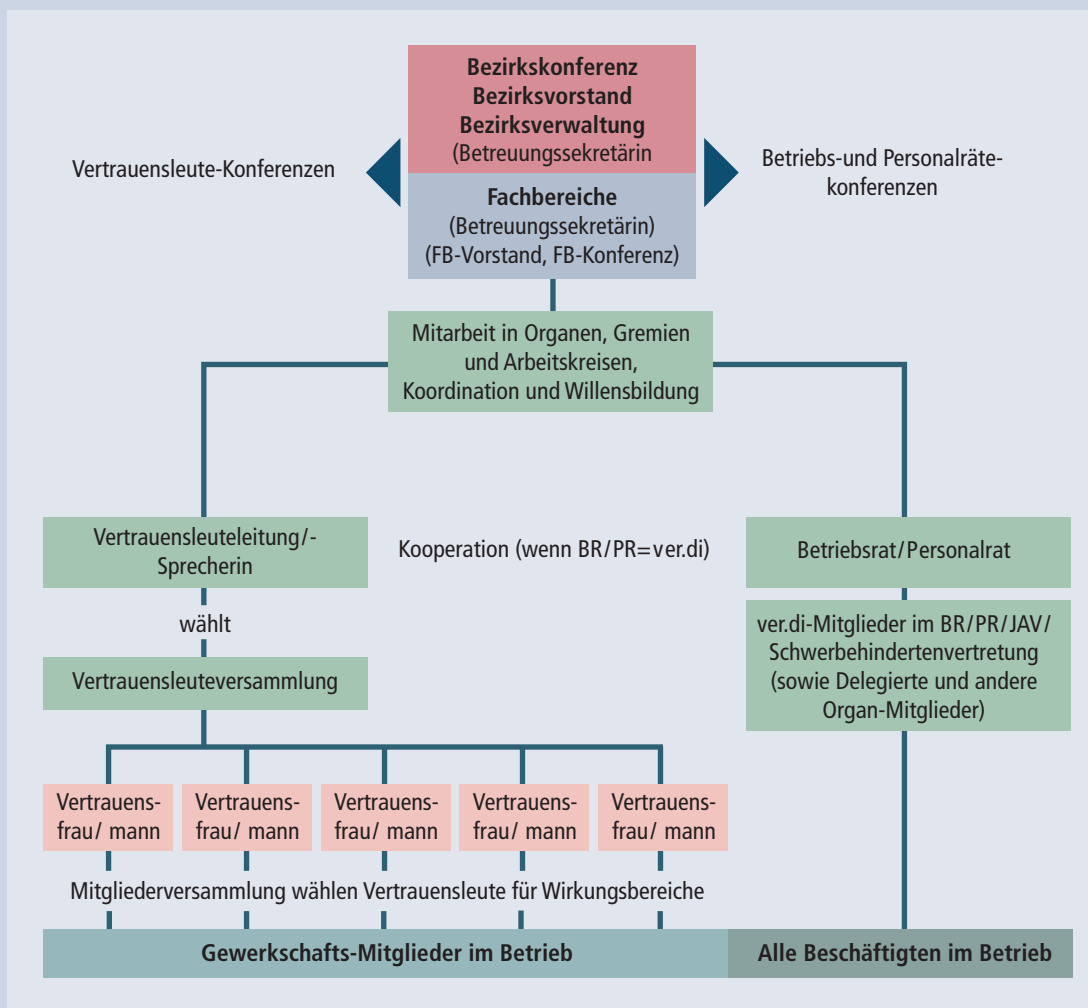 Bezirkskonferenz
Bezirksvorstand
Bezirksverwaltung
(Betreuungssekretärin
Vertrauensleute-Konferenzen
Betriebs-und Personalräte-
konferenzen
Fachbereiche
(Betreuungssekretärin)
(FB-Vorstand, FB-Konferenz)
Mitarbeit in Organen, Gremien
und Arbeitskreisen,
Koordination und Willensbildung
Vertrauensleuteleitung/-
Sprecherin
Kooperation (wenn BR/PR=ver.di)
Betriebsrat/Personalrat
wählt
ver.di-Mitglieder im BR/PR/JAV/
Schwerbehindertenvertretung
(sowie Delegierte und andere
Organ-Mitglieder)
Vertrauensleuteversammlung
Vertrauens-
frau/ mann
Vertrauens-
frau/ mann
Vertrauens-
frau/ mann
Vertrauens-
frau/ mann
Vertrauens-
frau/ mann
Mitgliederversammlung wählen Vertrauensleute für Wirkungsbereiche
Gewerkschafts-Mitglieder im Betrieb
Alle Beschäftigten im Betrieb